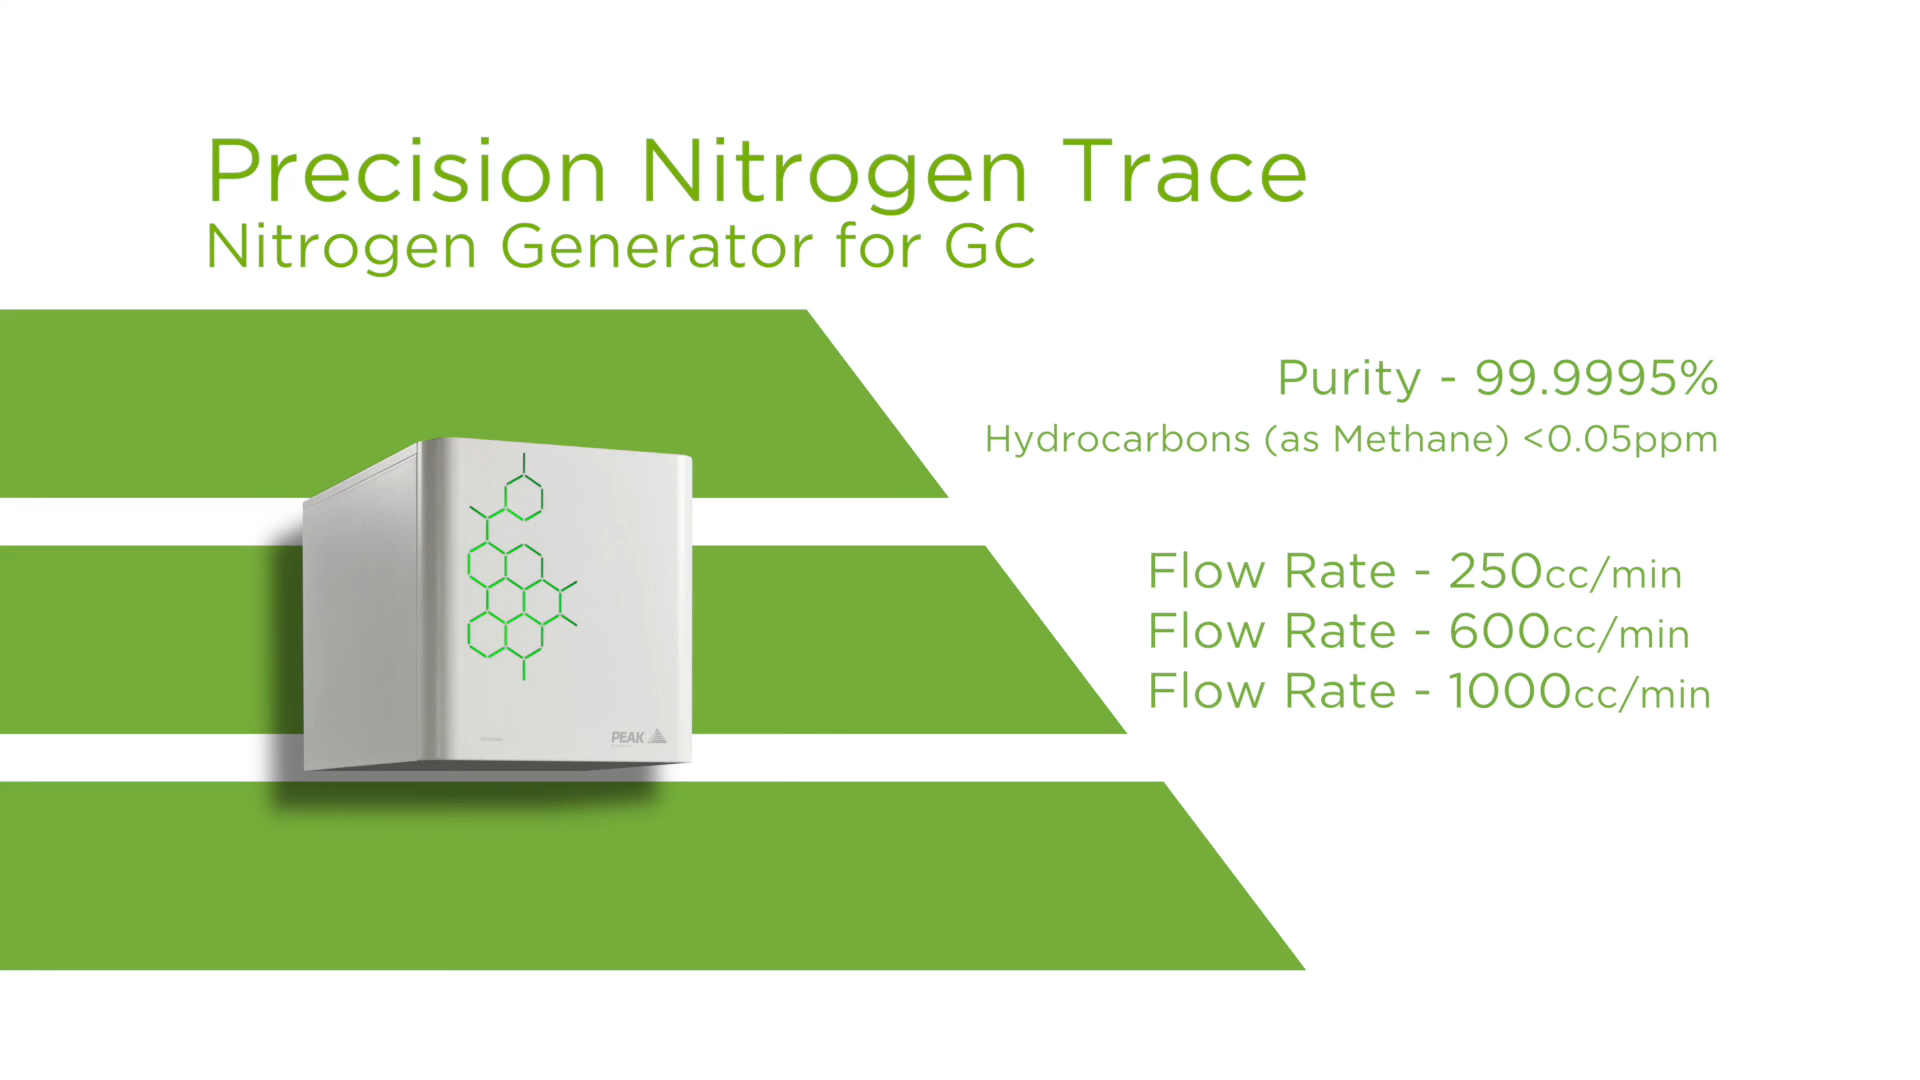 Precision Nitrogen Trace
Nitrogen Generator for GC
Purity - 99.9995%
Hydrocarbons (as Methane) <0.05ppm
Flow Rate - 250cc/min
Flow Rate - 600cc/min
Flow Rate - 1000cc/min
PEAK